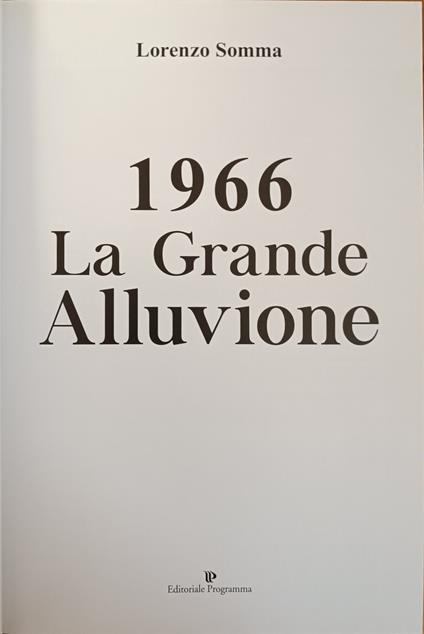 Lorenzo Somma
1966
La Grande
Alluvione
Editoriale Programma